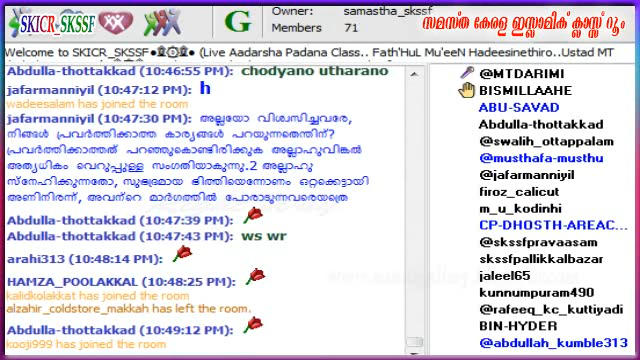 SKICR_SKSSF
G
Owner: samastha_skssf
Members 71
സമസ്ത കേരള ഇസ്ലാമിക് ക്ലാസ്സ് റൂം
Welcome to SKICR_SKSSF (Live Aadarsha Padana Class.. Fath'HuL Mu'eeN Hadeesinethiro..Ustad MT
Abdulla-thottakkad (10:46:55 PM): chodyano utharano
jafarmanniyil (10:47:12 PM): h
wadeesalam has joined the room
jafarmanniyil (10:47:30 PM): അല്ലയോ വിശ്വസിച്ചവരേ,
നിങ്ങൾ പ്രവർത്തിക്കാത്ത കാര്യങ്ങൾ പറയുന്നതെന്തിന്?
പ്രവർത്തിക്കാത്തത് പറഞ്ഞുകൊണ്ടിരിക്കുക അല്ലാഹുവിങ്കൽ
അത്യധികം വെറുപ്പുള്ള സംഗതിയാകുന്നു.2 അല്ലാഹു
സ്നേഹിക്കുന്നതോ, സുഭദ്രമായ ഭിത്തിയെന്നോണം ഒറ്റക്കെട്ടായി
അണിനിരന്ന്, അവന്റെ മാർഗത്തിൽ പോരാടുന്നവരെയത്രെ
Abdulla-thottakkad (10:47:39 PM):
Abdulla-thottakkad (10:47:43 PM): ws wr
arahi313 (10:48:14 PM):
HAMZA_POOLAKKAL (10:48:25 PM):
kalidkolakkat has joined the room
alzahir_coldstore_makkah has left the room.
Abdulla-thottakkad (10:49:12 PM):
kooji999 has joined the room
@MTDARIMI
BISMILLAAHE
ABU-SAVAD
Abdulla-thottakkad
@swalih_ottappalam
@musthafa-musthu
@jafarmanniyil
firoz_calicut
m_u_kodinhi
CP-DHOSTH-AREAC...
@skssfpravaasam
skssfpallikkalbazar
jaleel65
kunnumpuram490
@rafeeq_kc_kuttiyadi
BIN-HYDER
@abdullah_kumble313